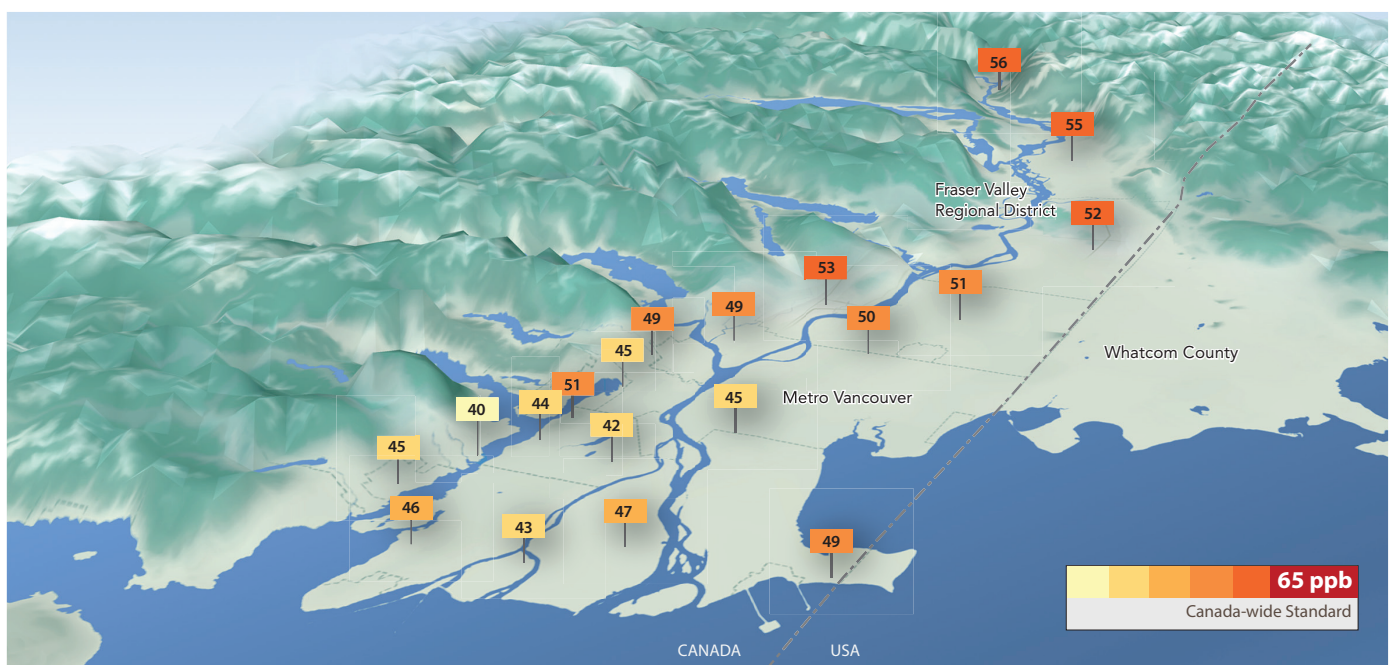 56
55
Fraser Valley
Regional District
52
53
51
49
50
49
45
Whatcom County
51
45
Metro Vancouver
44
40
42
45
46
47
43
49
65 ppb
Canada-wide Standard
CANADA
USA